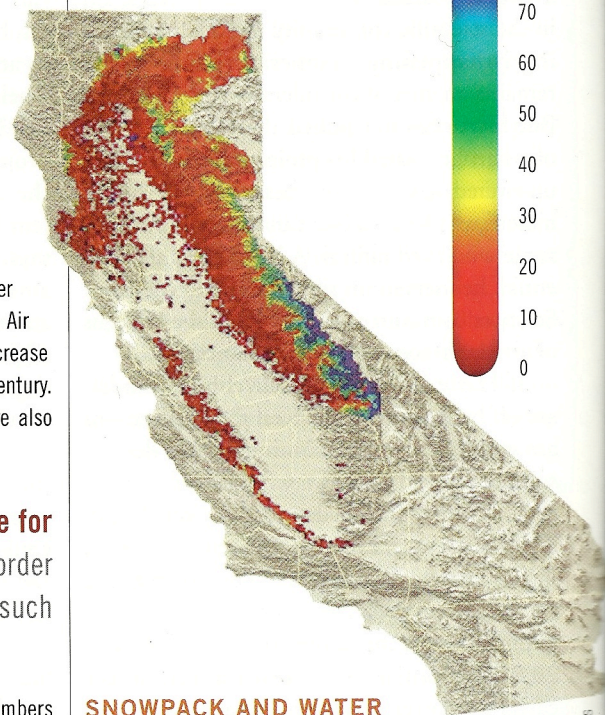 70
60
50
40
30
20
10
0
er
Air
crease
entury.
e also
e for
order
such
mbers
SNOWPACK AND WATER